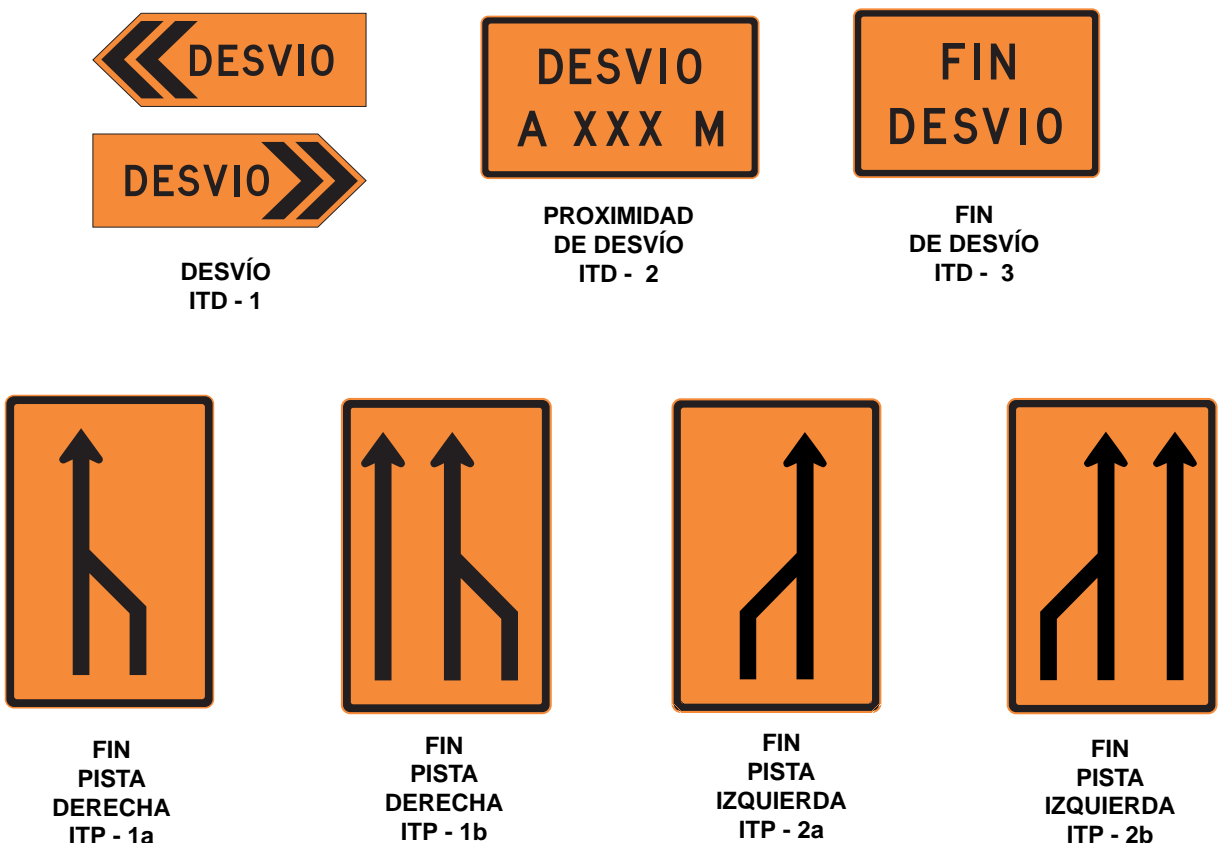 DESVIO
DESVIO
DESVÍO
ITD - 1
DESVIO
A XXX M
PROXIMIDAD
DE DESVÍO
ITD - 2
FIN
DESVIO
FIN
DE DESVÍO
ITD - 3
FIN
PISTA
DERECHA
ITP - 1a
FIN
PISTA
DERECHA
ITP - 1b
FIN
PISTA
IZQUIERDA
ITP - 2a
FIN
PISTA
IZQUIERDA
ITP - 2b